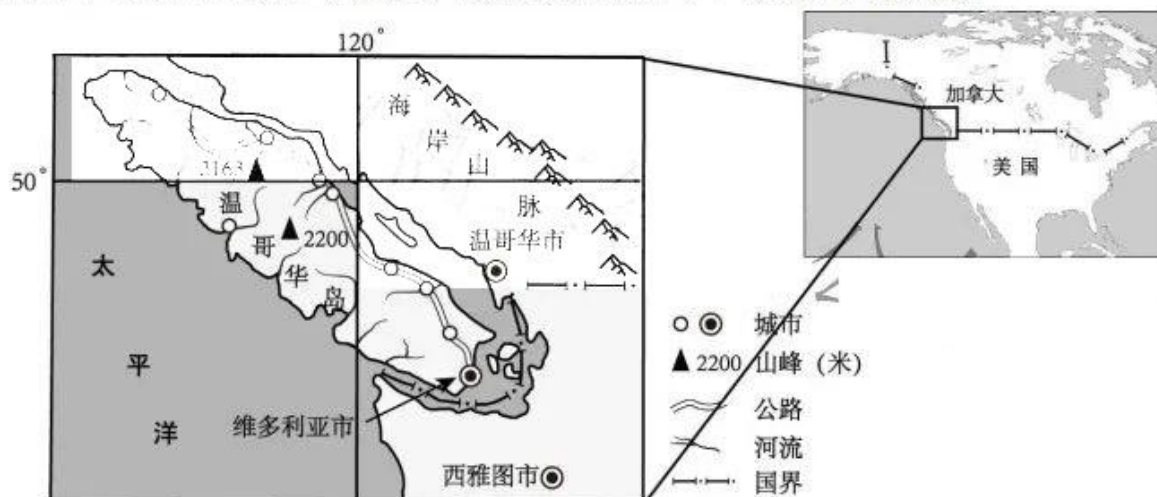 120°
50°
海
岸
山
脉
2163
温
哥
华
岛
2200
温哥华市
太
平
洋
维多利亚市
西雅图市
加拿大
美国
城市
2200 山峰（米）
公路
河流
国界